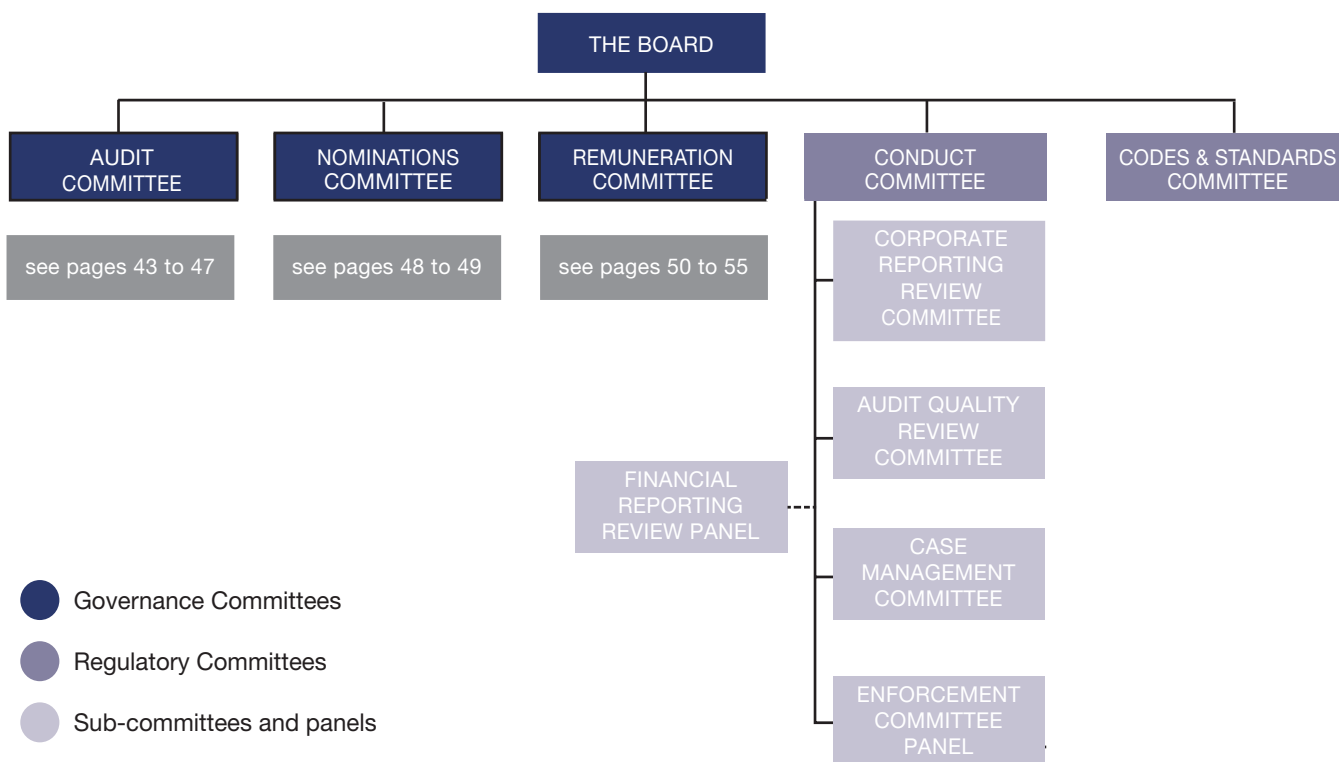 THE BOARD
AUDIT
COMMITTEE
NOMINATIONS
COMMITTEE
REMUNERATION
COMMITTEE
CONDUCT
COMMITTEE
CODES & STANDARDS
COMMITTEE
see pages 43 to 47
see pages 48 to 49
see pages 50 to 55
CORPORATE
REPORTING
REVIEW
COMMITTEE
AUDIT QUALITY
REVIEW
COMMITTEE
FINANCIAL
REPORTING
REVIEW PANEL
CASE
MANAGEMENT
COMMITTEE
ENFORCEMENT
COMMITTEE
PANEL
Governance Committees
Regulatory Committees
Sub-committees and panels